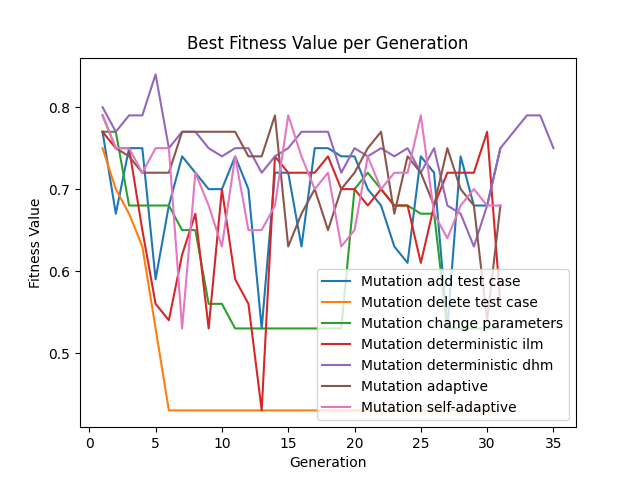 Best Fitness Value per Generation
Fitness Value
0.8
0.7
0.6
0.5
Mutation add test case
Mutation delete test case
Mutation change parameters
Mutation deterministic ilm
Mutation deterministic dhm
Mutation adaptive
Mutation self-adaptive
0 5 10 15 20 25 30 35
Generation